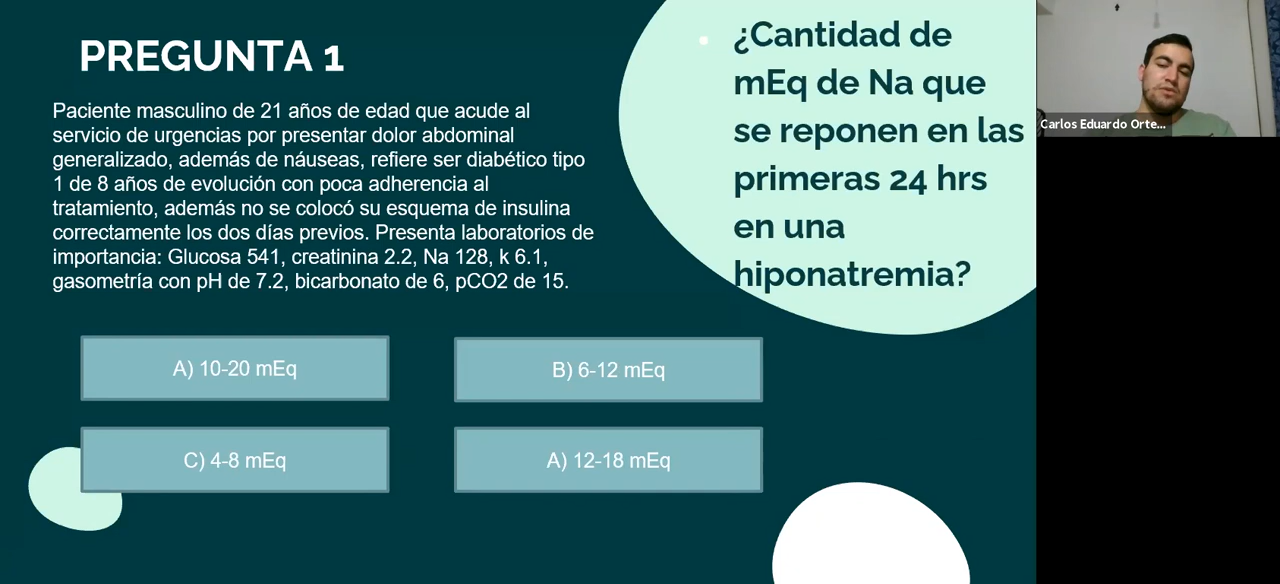 PREGUNTA 1
Paciente masculino de 21 años de edad que acude al
servicio de urgencias por presentar dolor abdominal
generalizado, además de náuseas, refiere ser diabético tipo
1 de 8 años de evolución con poca adherencia al
tratamiento, además no se colocó su esquema de insulina
correctamente los dos días previos. Presenta laboratorios de
importancia: Glucosa 541, creatinina 2.2, Na 128, k 6.1,
gasometría con pH de 7.2, bicarbonato de 6, pCO2 de 15.
¿Cantidad de
mEq de Na que
se reponen en las
primeras 24 hrs
en una
hiponatremia?
A) 10-20 mEq
B) 6-12 mEq
C) 4-8 mEq
A) 12-18 mEq
Carlos Eduardo Orte...